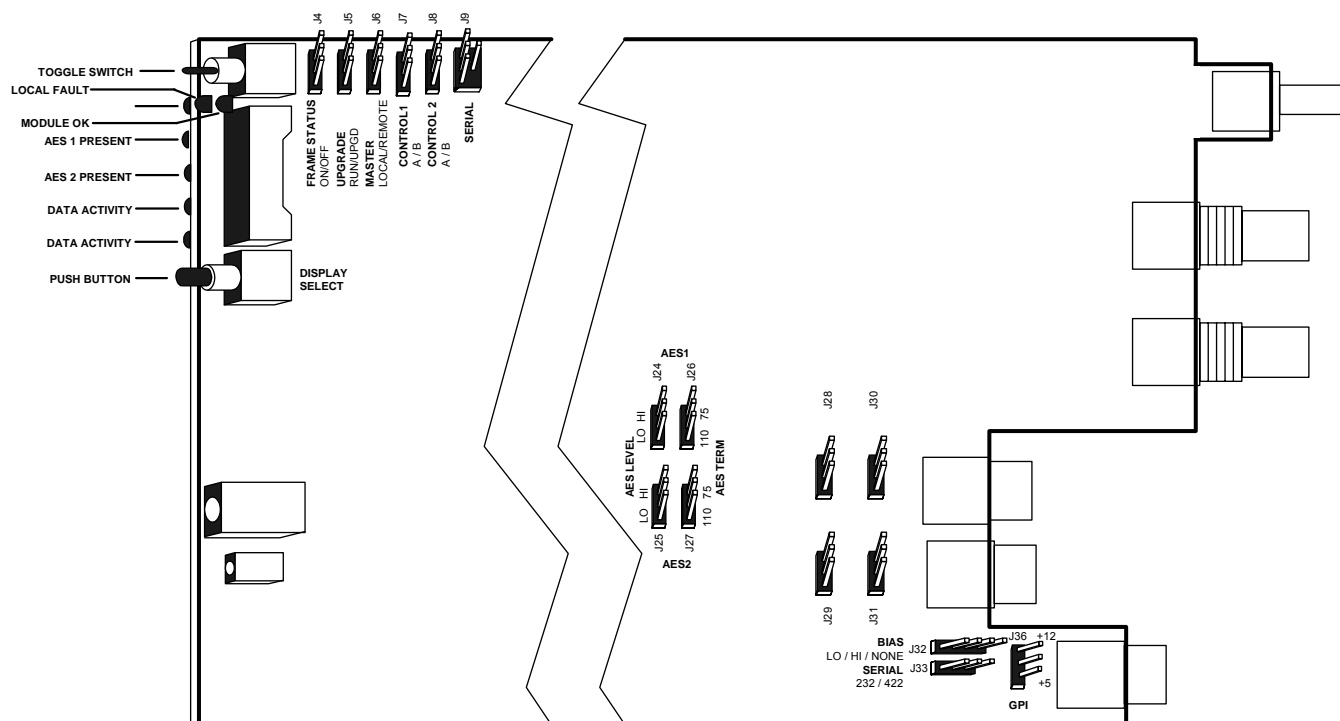 J4
J5
J6
J7
J8
J9
TOGGLE SWITCH
LOCAL FAULT
MODULE OK
AES 1 PRESENT
AES 2 PRESENT
DATA ACTIVITY
DATA ACTIVITY
PUSH BUTTON
FRAME STATUS
ON/OFF
UPGRADE
RUN/UPGD
MASTER
LOCAL/REMOTE
CONTROL1
A / B
CONTROL 2
A / B
SERIAL
DISPLAY
SELECT
AES1
J24
J26
LO HI
110 75
AES LEVEL
AES TERM
LO HI
110 75
J25
J27
AES2
J28
J30
J29
J31
BIAS
LO / HI / NONE
J32
SERIAL
232 / 422
J33
J36
+12
+5
GPI